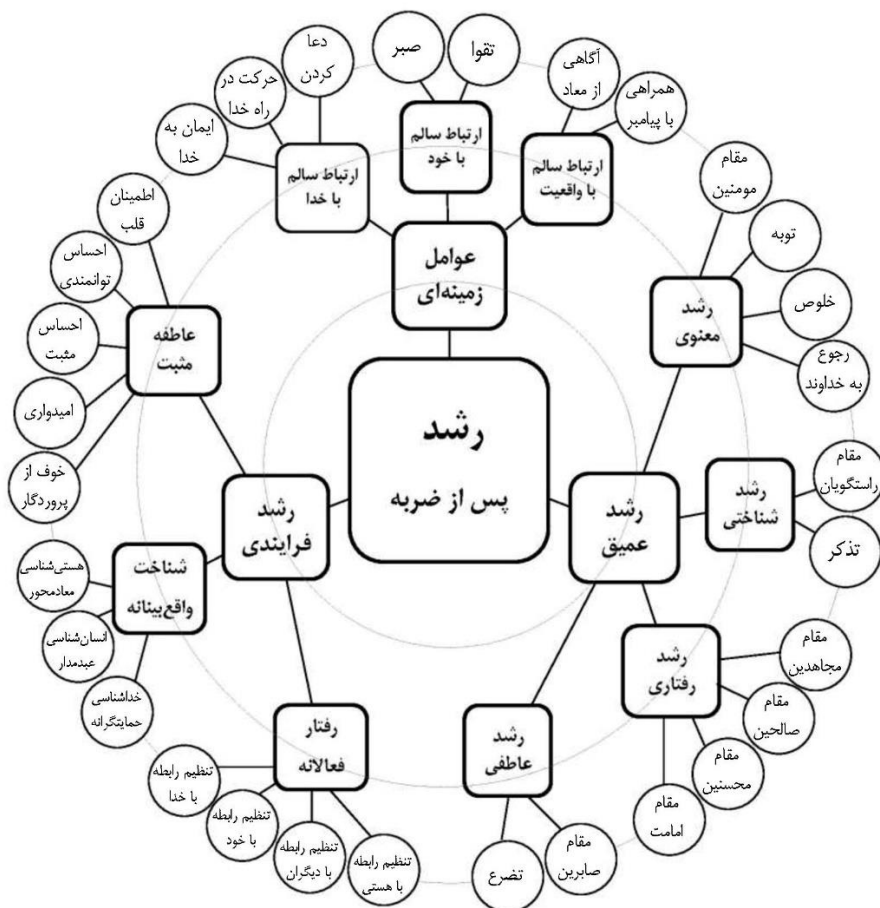 رشد
پس از ضربه
عوامل
زمینه‌ای
ارتباط سالم
با واقعیت
همراهی
با پیامبر
آگاهی
از معاد
ارتباط سالم
با خود
تقوا
صبر
ارتباط سالم
با خدا
دعا
کردن
حرکت در
راه خدا
ایمان به
خدا
رشد
عمیق
رشد
معنوی
مقام
مومنین
توبه
خلوص
رجوع
به خداوند
رشد
شناختی
مقام
راستگویان
تذکر
رشد
رفتاری
مقام
مجاهدین
مقام
صالحین
مقام
محسنین
مقام
امامت
رشد
عاطفی
مقام
صابرین
تضرع
رشد
فرایندی
عاطفه
مثبت
اطمینان
قلب
احساس
توانمندی
احساس
مثبت
امیدواری
خوف از
پروردگار
شناخت
واقع‌بینانه
هستی‌شناسی
معادمحور
انسان‌شناسی
عبدمدار
خداشناسی
حمایتگرانه
رفتار
فعالانه
تنظیم رابطه
با خدا
تنظیم رابطه
با خود
تنظیم رابطه
با دیگران
تنظیم رابطه
با هستی